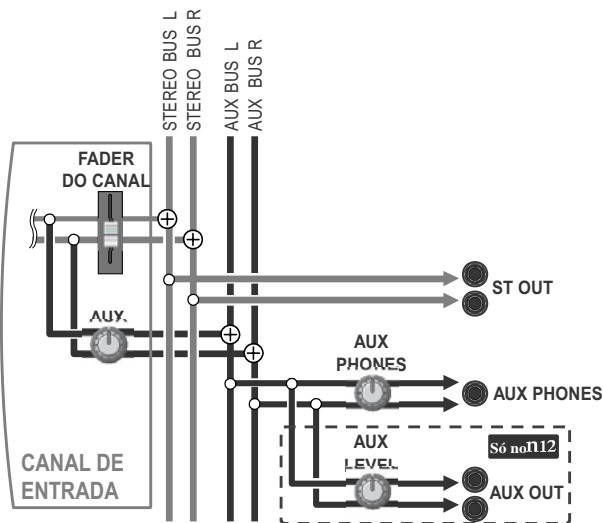 STEREO BUS L
STEREO BUS R
AUX BUS L
AUX BUS R
FADER
DO CANAL
ST OUT
AUX
AUX
PHONES
AUX PHONES
Só no n12
AUX
LEVEL
AUX OUT
CANAL DE
ENTRADA